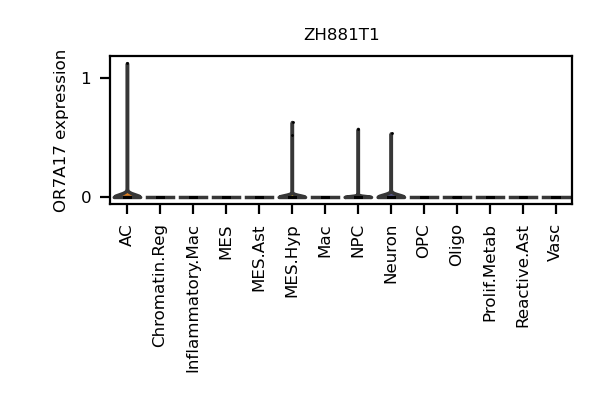 ZH881T1
OR7A17 expression
1
0
AC
Chromatin.Reg
Inflammatory.Mac
MES
MES.Ast
MES.Hyp
Mac
NPC
Neuron
OPC
Oligo
Prolif.Metab
Reactive.Ast
Vasc